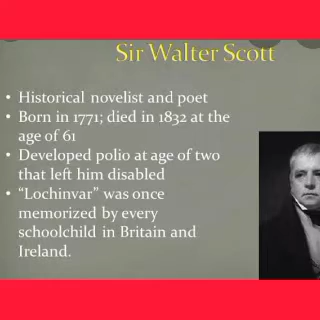 Sir Walter Scott
• Historical novelist and poet
• Born in 1771; died in 1832 at the
age of 61
• Developed polio at age of two
that left him disabled
• “Lochinvar” was once
memorized by every
schoolchild in Britain and
Ireland.